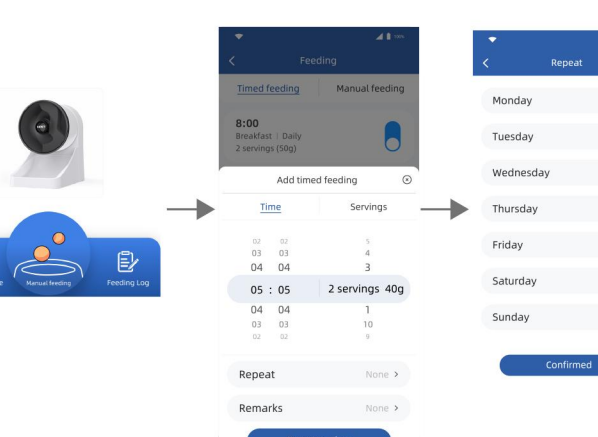 Manual feeding
Feeding Log
100%
Feeding
Timed feeding
Manual feeding
8:00
Breakfast | Daily
2 servings (50g)
Add timed feeding
Time
Servings
02 02 5
03 03 4
04 04 3
05 : 05 2 servings 40g
04 04 1
03 03 10
02 02 9
Repeat None >
Remarks None >
Repeat
Monday
Tuesday
Wednesday
Thursday
Friday
Saturday
Sunday
Confirmed